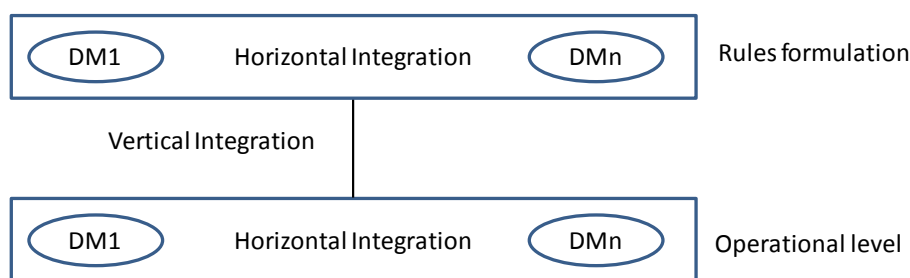 DM1 Horizontal Integration DMn Rules formulation
Vertical Integration
DM1 Horizontal Integration DMn Operational level